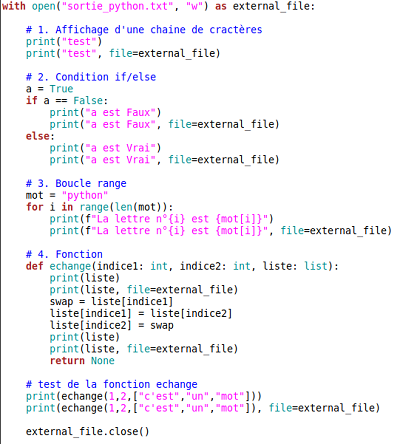 with open("sortie_python.txt", "w") as external_file:
# 1. Affichage d'une chaine de cractères
print("test")
print("test", file=external_file)
# 2. Condition if/else
a = True
if a == False:
print("a est Faux")
print("a est Faux", file=external_file)
else:
print("a est Vrai")
print("a est Vrai", file=external_file)
# 3. Boucle range
mot = "python"
for i in range(len(mot)):
print(f"La lettre n°{i} est {mot[i]}")
print(f"La lettre n°{i} est {mot[i]}", file=external_file)
# 4. Fonction
def echange(indice1: int, indice2: int, liste: list):
print(liste)
print(liste, file=external_file)
swap = liste[indice1]
liste[indice1] = liste[indice2]
liste[indice2] = swap
print(liste)
print(liste, file=external_file)
return None
# test de la fonction echange
print(echange(1,2,["c'est","un","mot"]))
print(echange(1,2,["c'est","un","mot"]), file=external_file)
external_file.close()